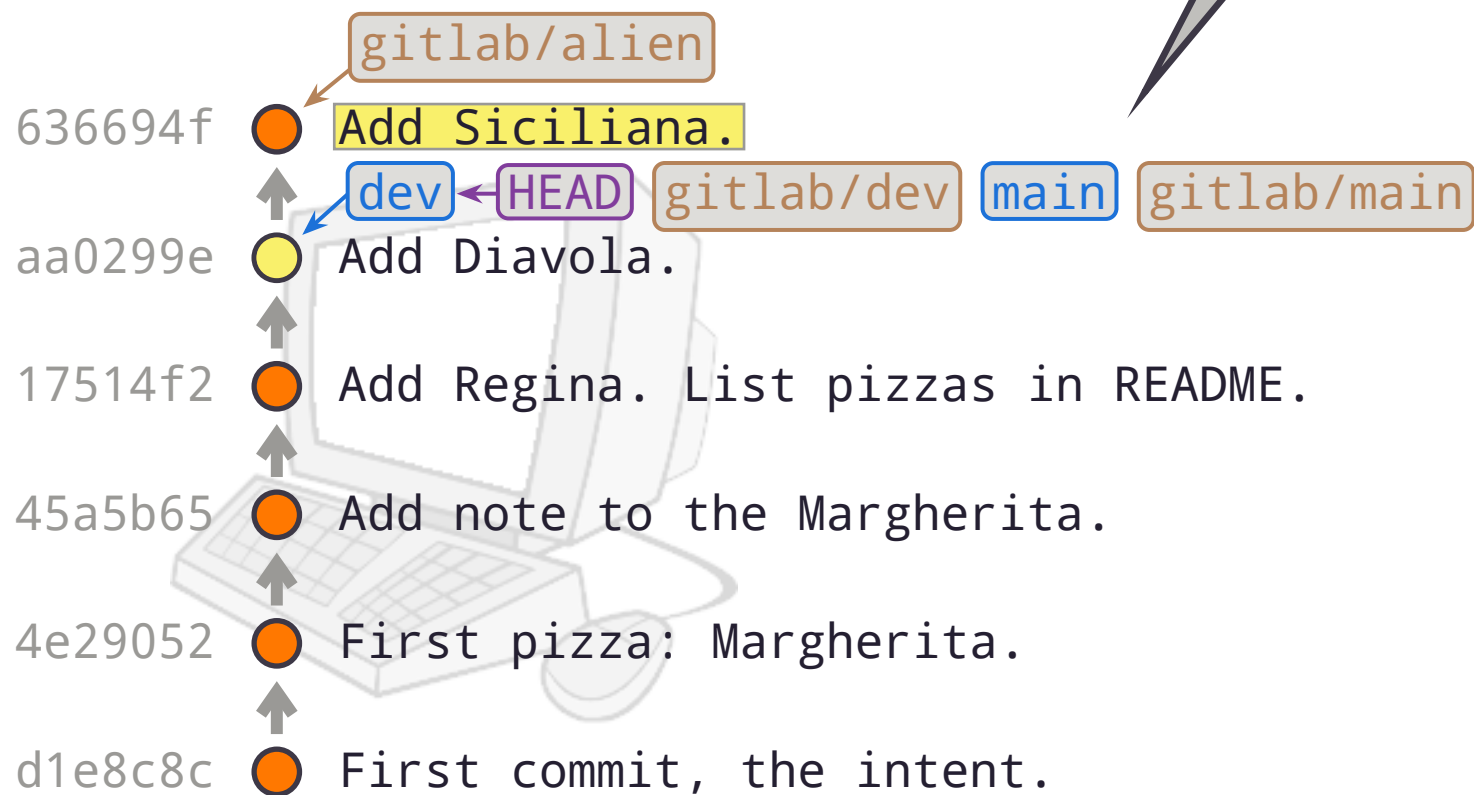 gitlab/alien
636694f Add Siciliana.
dev HEAD gitlab/dev main gitlab/main
aa0299e Add Diavola.
17514f2 Add Regina. List pizzas in README.
45a5b65 Add note to the Margherita.
4e29052 First pizza: Margherita.
d1e8c8c First commit, the intent.